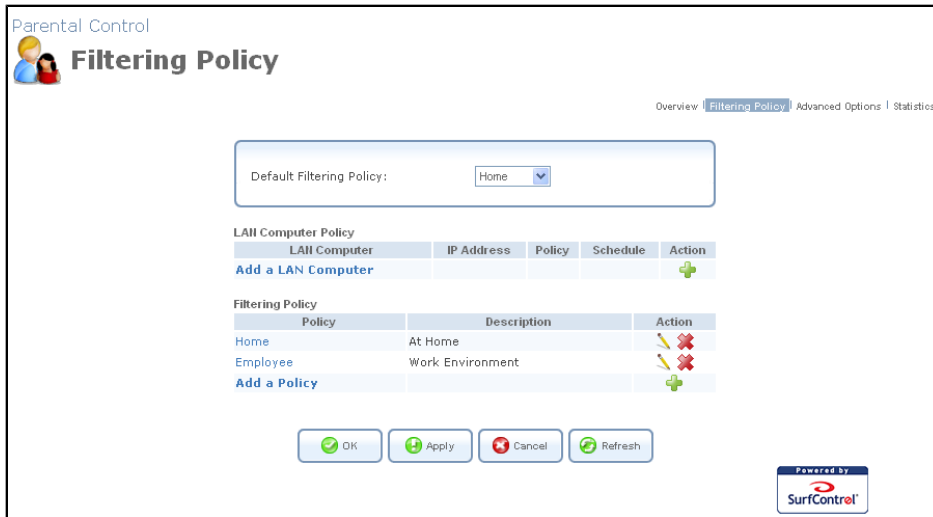 Parental Control
Filtering Policy
Overview | Filtering Policy | Advanced Options | Statistics
Default Filtering Policy: Home
LAN Computer Policy
LAN Computer IP Address Policy Schedule Action
Add a LAN Computer
Filtering Policy
Policy Description Action
Home At Home
Employee Work Environment
Add a Policy
OK Apply Cancel Refresh
Powered by
SurfControl